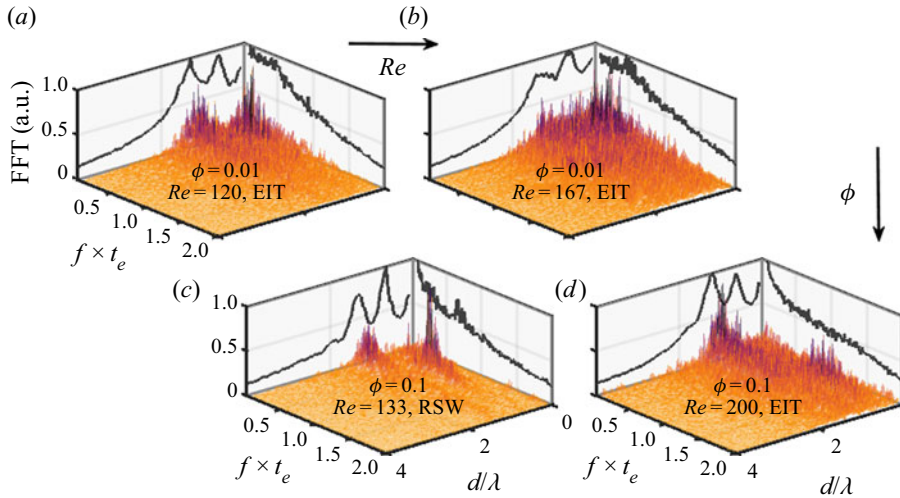 (a)
(b)
Re
FFT (a.u.)
1.0
0.5
0
ϕ = 0.01
Re = 120, EIT
0.5
1.0
1.5
2.0
f × t_e
ϕ = 0.01
Re = 167, EIT
ϕ
(c)
1.0
0.5
0
ϕ = 0.1
Re = 133, RSW
0.5
1.0
1.5
2.0
f × t_e
4
2
0
d/λ
(d)
ϕ = 0.1
Re = 200, EIT
0.5
1.0
1.5
2.0
f × t_e
4
2
d/λ